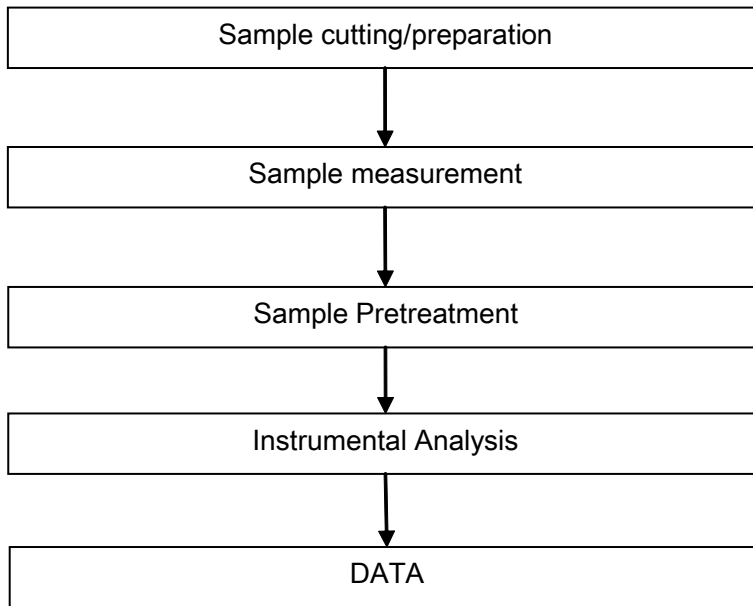 Sample cutting/preparation
Sample measurement
Sample Pretreatment
Instrumental Analysis
DATA